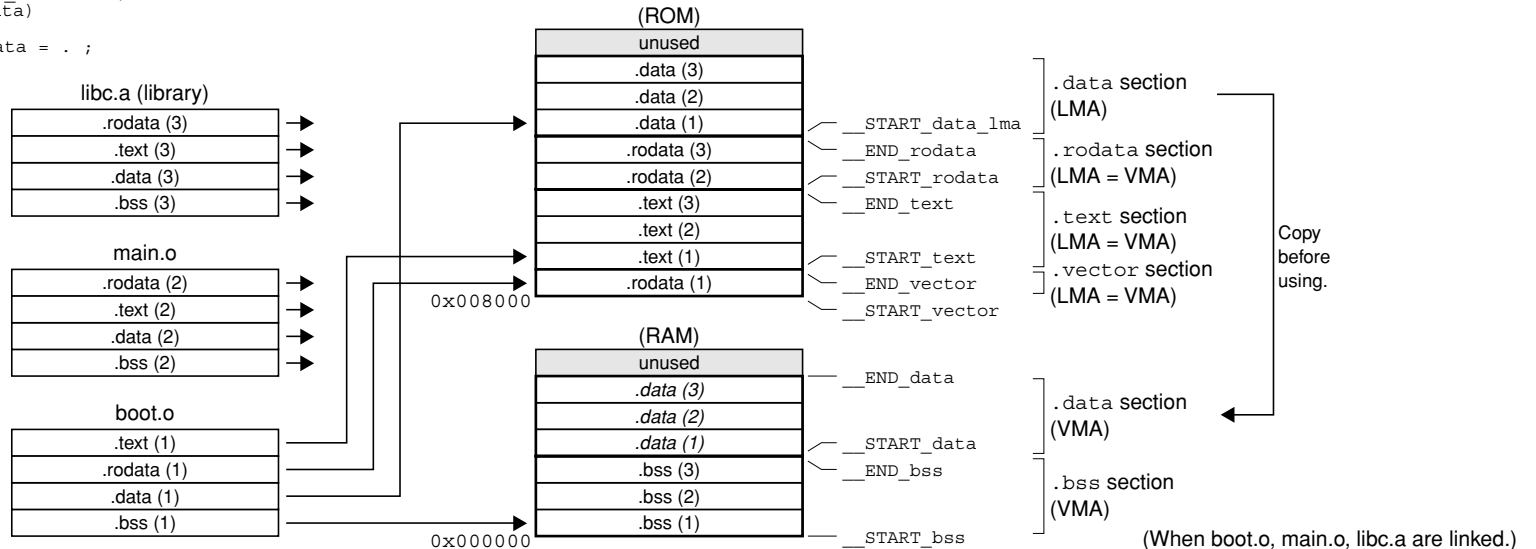 ata)
ata = . ;
libc.a (library)
.rodata (3)
.text (3)
.data (3)
.bss (3)
main.o
.rodata (2)
.text (2)
.data (2)
.bss (2)
boot.o
.text (1)
.rodata (1)
.data (1)
.bss (1)
(ROM)
unused
.data (3)
.data (2)
.data (1)
.rodata (3)
.rodata (2)
.text (3)
.text (2)
.text (1)
.rodata (1)
0x008000
__START_data_lma
__END_rodata
__START_rodata
__END_text
__START_text
__END_vector
__START_vector
.data section
(LMA)
.rodata section
(LMA = VMA)
.text section
(LMA = VMA)
.vector section
(LMA = VMA)
Copy
before
using.
(RAM)
unused
.data (3)
.data (2)
.data (1)
.bss (3)
.bss (2)
.bss (1)
0x000000
__END_data
__START_data
__END_bss
__START_bss
.data section
(VMA)
.bss section
(VMA)
(When boot.o, main.o, libc.a are linked.)